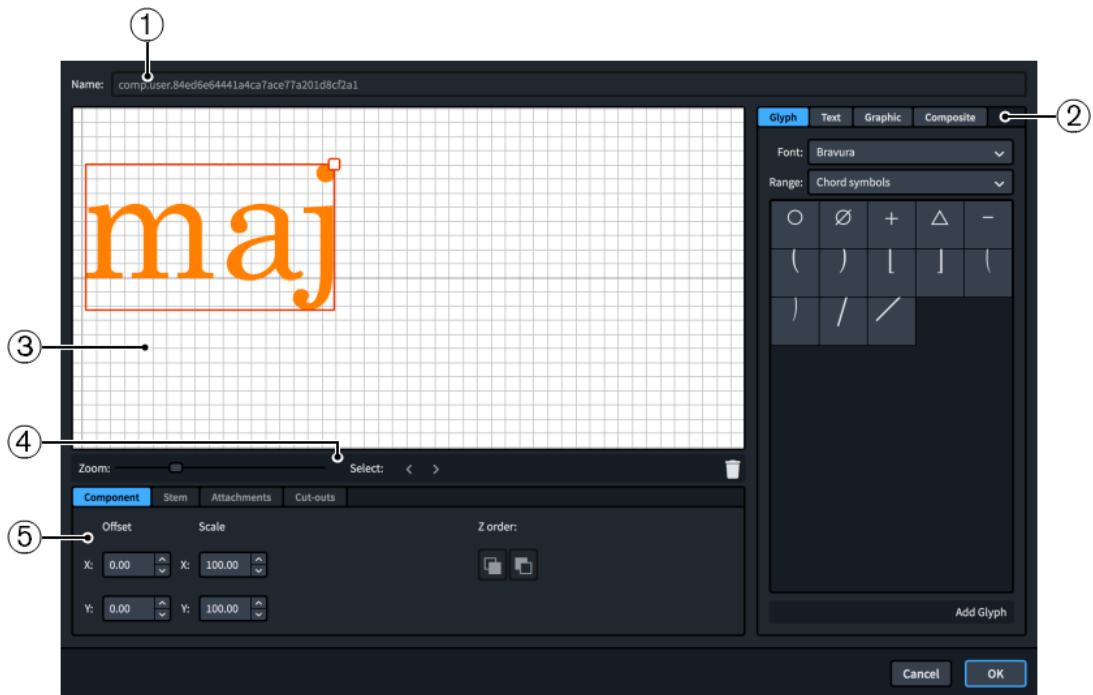 1
Name: comp.user.84ed6e64441a4ca7ace77a201d8cf2a1
2
Glyph Text Graphic Composite
Font: Bravura
Range: Chord symbols
maj
3
4
Zoom: Select: < >
Component Stem Attachments Cut-outs
5
Offset Scale Z order:
X: 0.00 X: 100.00
Y: 0.00 Y: 100.00
Add Glyph
Cancel OK